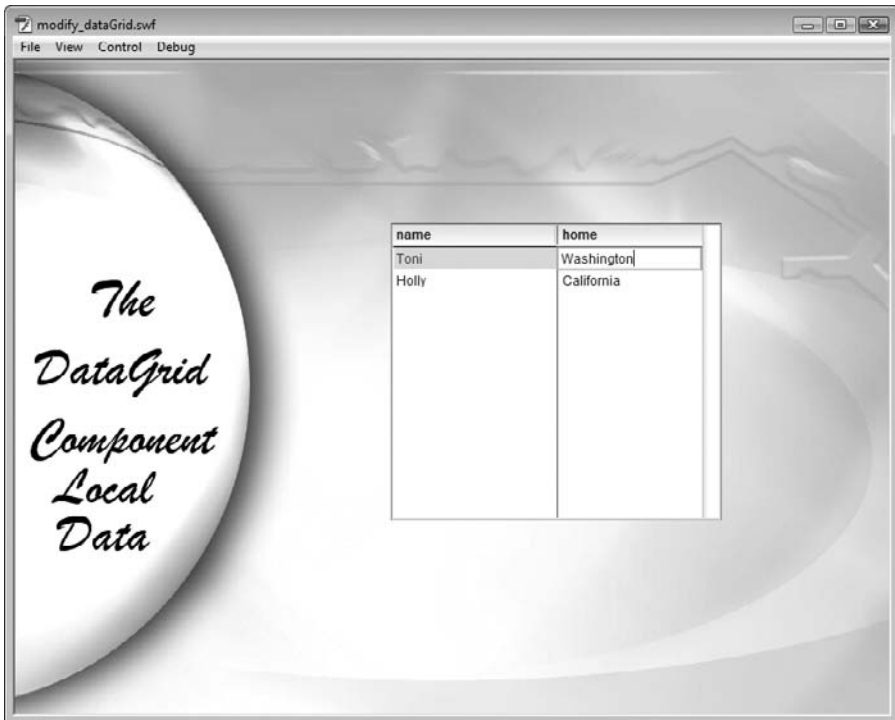 modify_dataGrid.swf
File View Control Debug
name home
Toni Washington
Holly California
The
DataGrid
Component
Local
Data